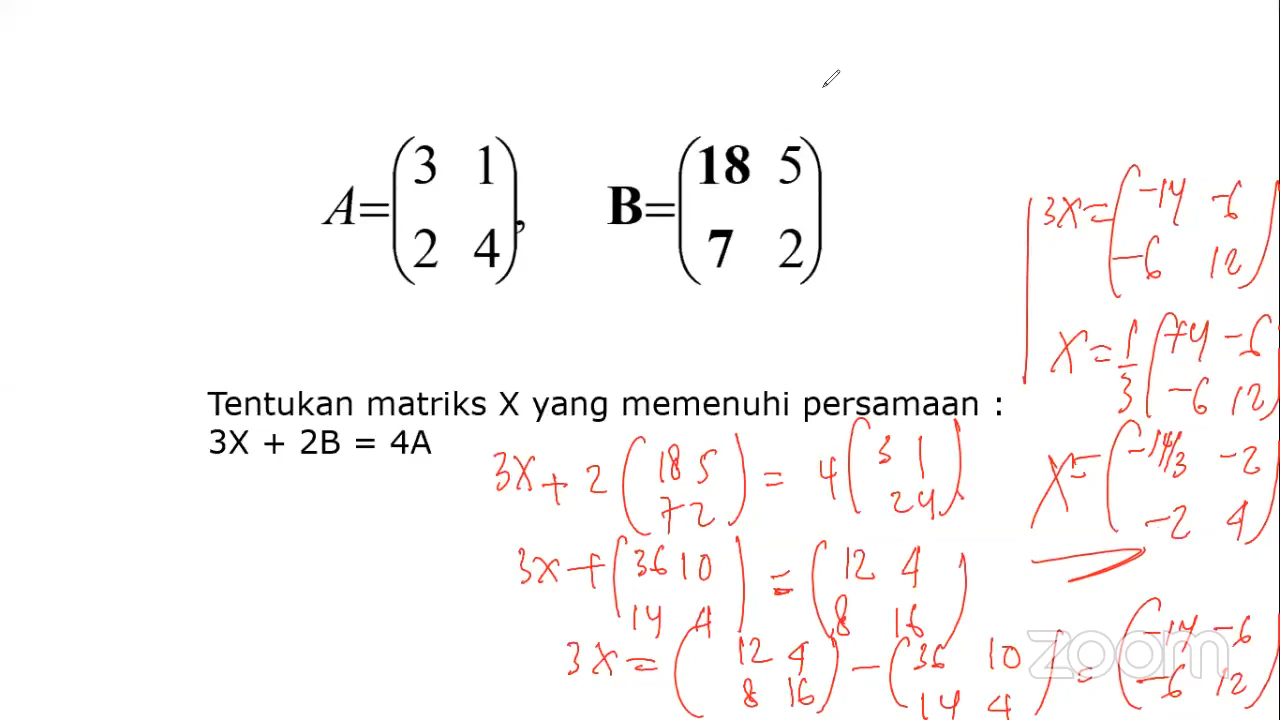 A=(3 1
2 4),
B=(18 5
7 2)
Tentukan matriks X yang memenuhi persamaan :
3X + 2B = 4A
3X + 2 (18 5
7 2) = 4 (3 1
2 4)
3X + (36 10
14 4) = (12 4
8 16)
3X = (12 4
8 16) - (36 10
14 4) = (-14 -6
-6 12)
3X = (-14 -6
-6 12)
X = 1/3 (-14 -6
-6 12)
X = (-14/3 -2
-2 4)
zoom